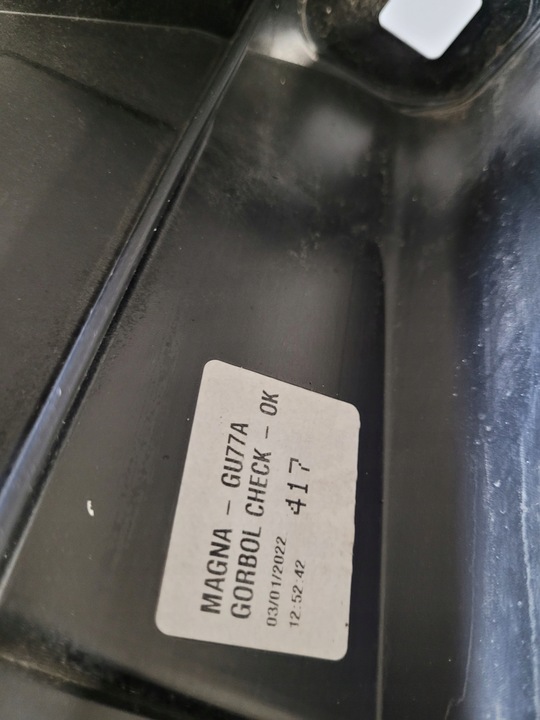 MAGNA - GU77A
GORBOL CHECK - OK
03/01/2022
12:52:42 417